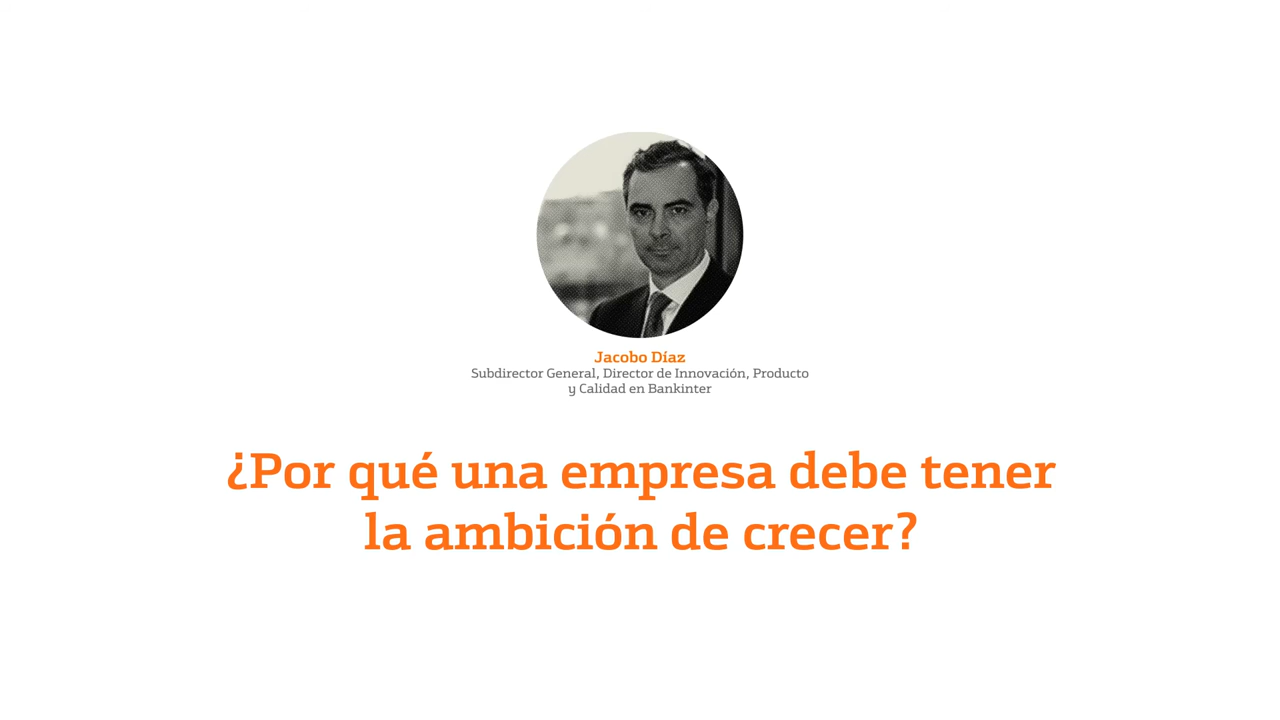 Jacobo Díaz
Subdirector General, Director de Innovación, Producto
y Calidad en Bankinter
¿Por qué una empresa debe tener
la ambición de crecer?